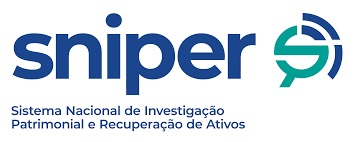 sniper
Sistema Nacional de Investigação
Patrimonial e Recuperação de Ativos